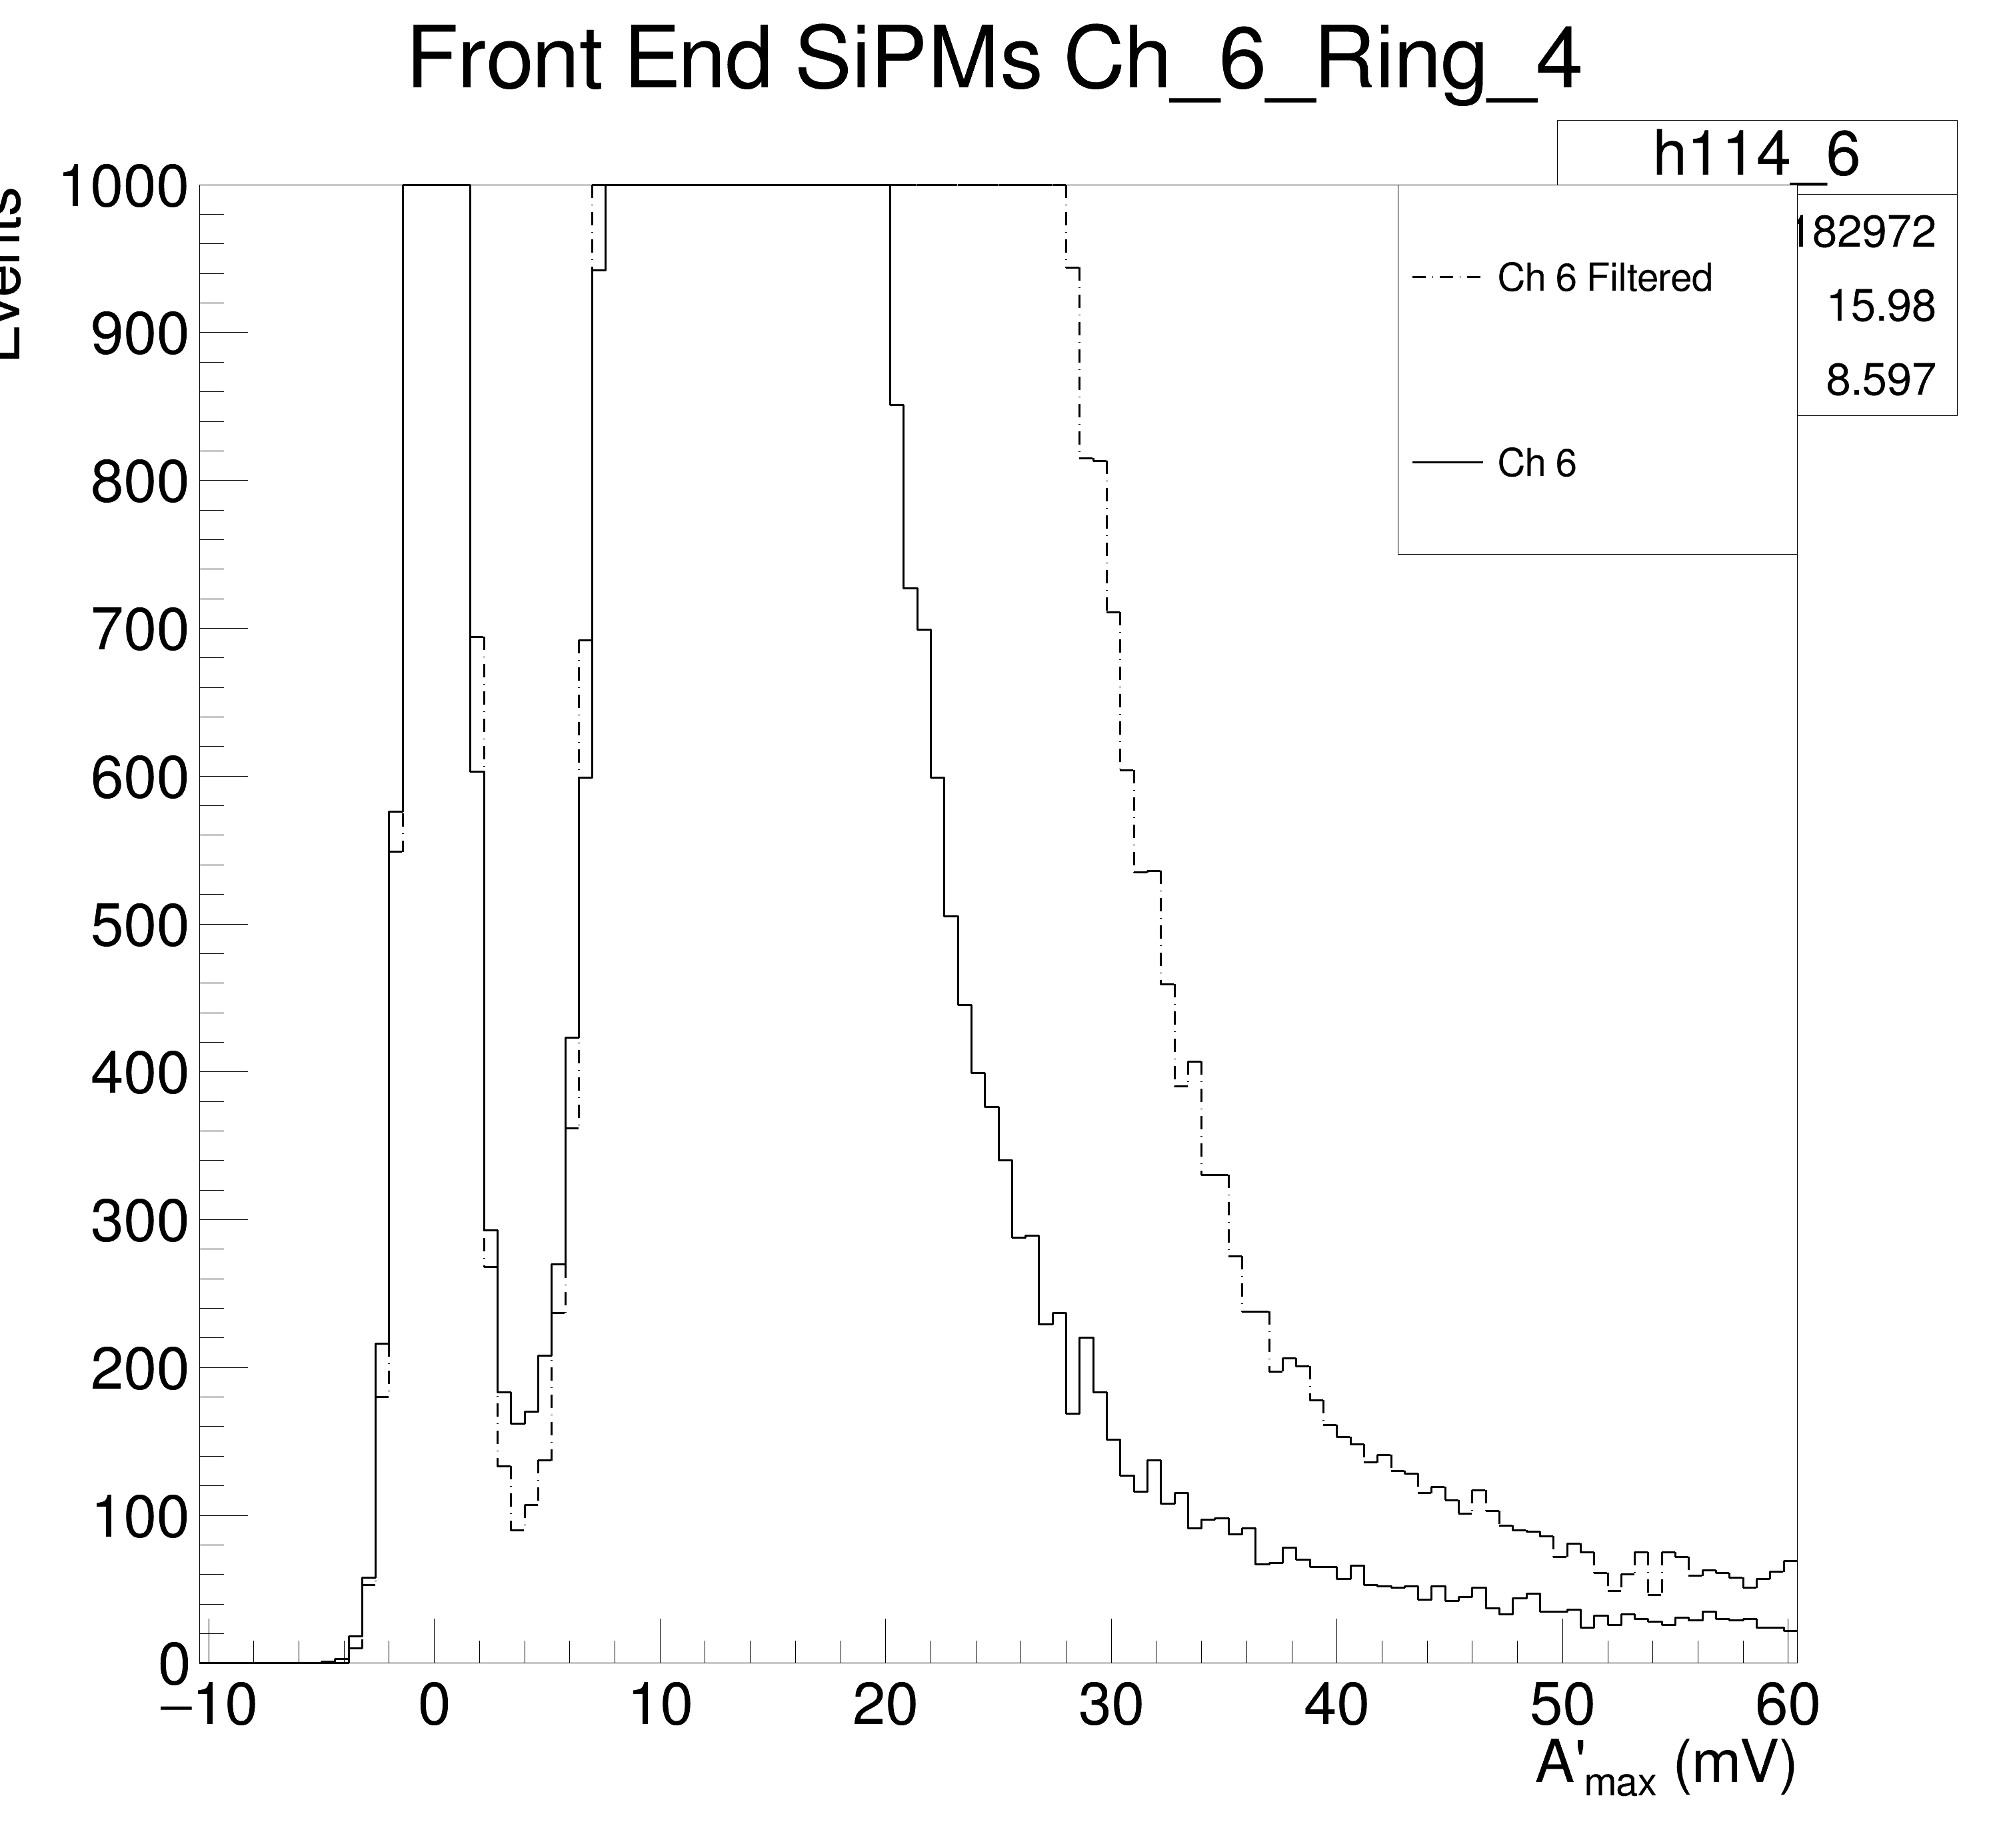 Front End SiPMs Ch_6_Ring_4
h114_6
182972
15.98
8.597
Ch 6 Filtered
Ch 6
Events
1000
900
800
700
600
500
400
300
200
100
0
−10 0 10 20 30 40 50 60
A'max (mV)